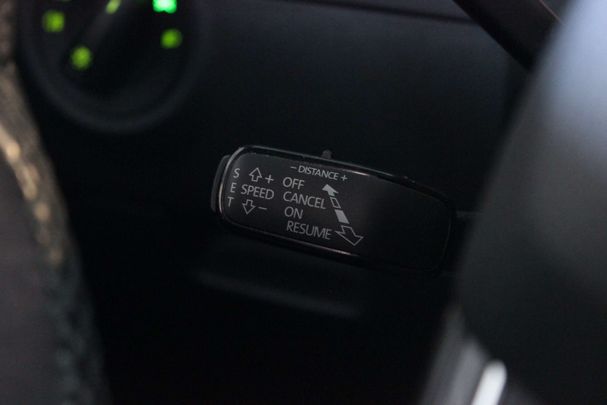 – DISTANCE +
S + OFF
E SPEED CANCEL
T – ON
RESUME